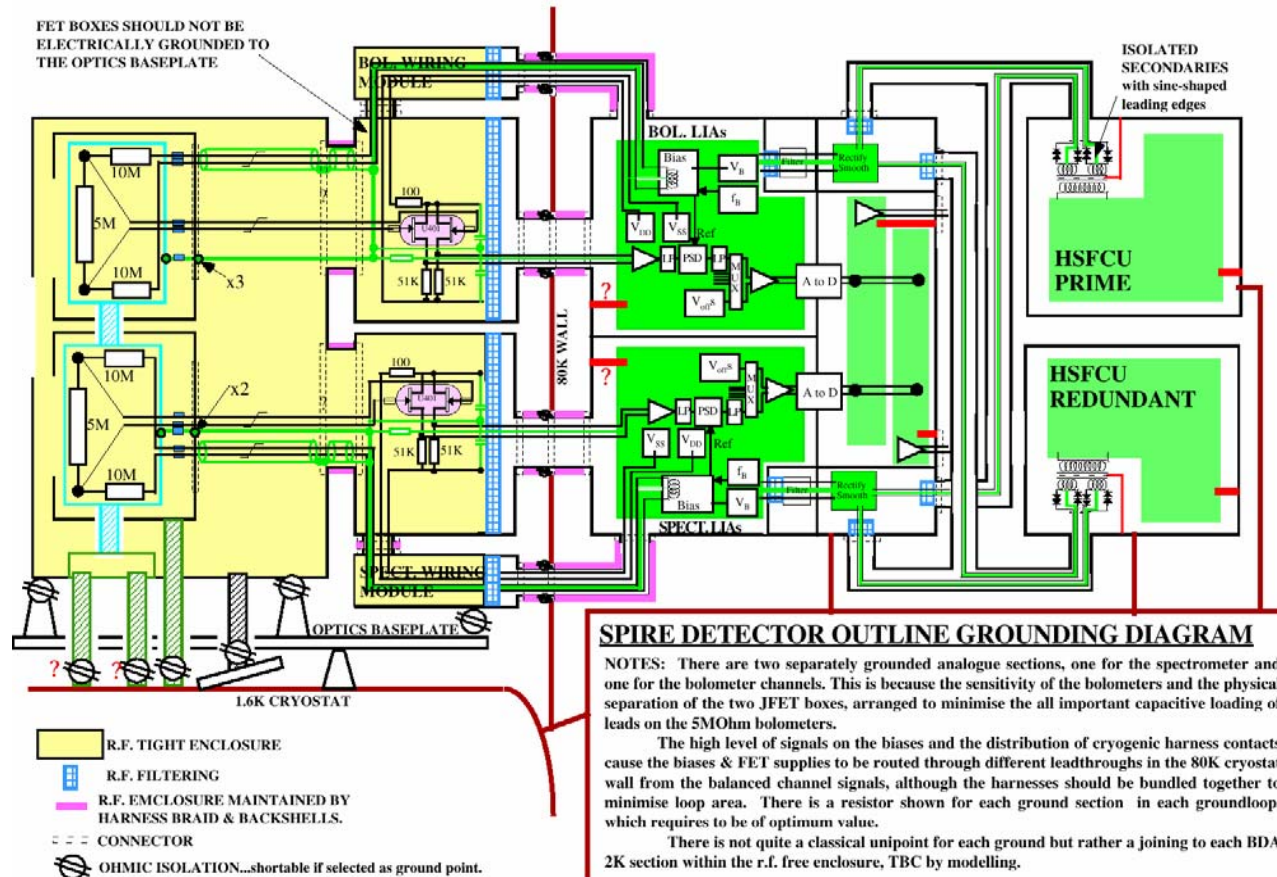 FET BOXES SHOULD NOT BE
ELECTRICALLY GROUNDED TO
THE OPTICS BASEPLATE
BOL. WIRING
MODULE
ISOLATED
SECONDARIES
with sine-shaped
leading edges
BOL. LIAs
10M
5M
10M
x3
100
U401
51K
51K
Bias
VB
Filter
Rectify
Smooth
fB
VDD
VSS
Ref
LP
PSD
LP
MUX
Voffs
A to D
HSFCU
PRIME
?
80K WALL
?
10M
5M
10M
x2
100
U401
51K
51K
Voffs
MUX
LP
PSD
LP
A to D
VSS
VDD
Ref
fB
Bias
VB
Filter
Rectify
Smooth
SPECT. LIAs
HSFCU
REDUNDANT
SPECT. WIRING
MODULE
OPTICS BASEPLATE
?
?
1.6K CRYOSTAT
R.F. TIGHT ENCLOSURE
R.F. FILTERING
R.F. EMCLOSURE MAINTAINED BY
HARNESS BRAID & BACKSHELLS.
CONNECTOR
OHMIC ISOLATION...shortable if selected as ground point.
SPIRE DETECTOR OUTLINE GROUNDING DIAGRAM
NOTES: There are two separately grounded analogue sections, one for the spectrometer and
one for the bolometer channels. This is because the sensitivity of the bolometers and the physical
separation of the two JFET boxes, arranged to minimise the all important capacitive loading of
leads on the 5MOhm bolometers.
The high level of signals on the biases and the distribution of cryogenic harness contacts
cause the biases & FET supplies to be routed through different leadthroughs in the 80K cryostat
wall from the balanced channel signals, although the harnesses should be bundled together to
minimise loop area. There is a resistor shown for each ground section in each groundloop
which requires to be of optimum value.
There is not quite a classical unipoint for each ground but rather a joining to each BDA
2K section within the r.f. free enclosure, TBC by modelling.